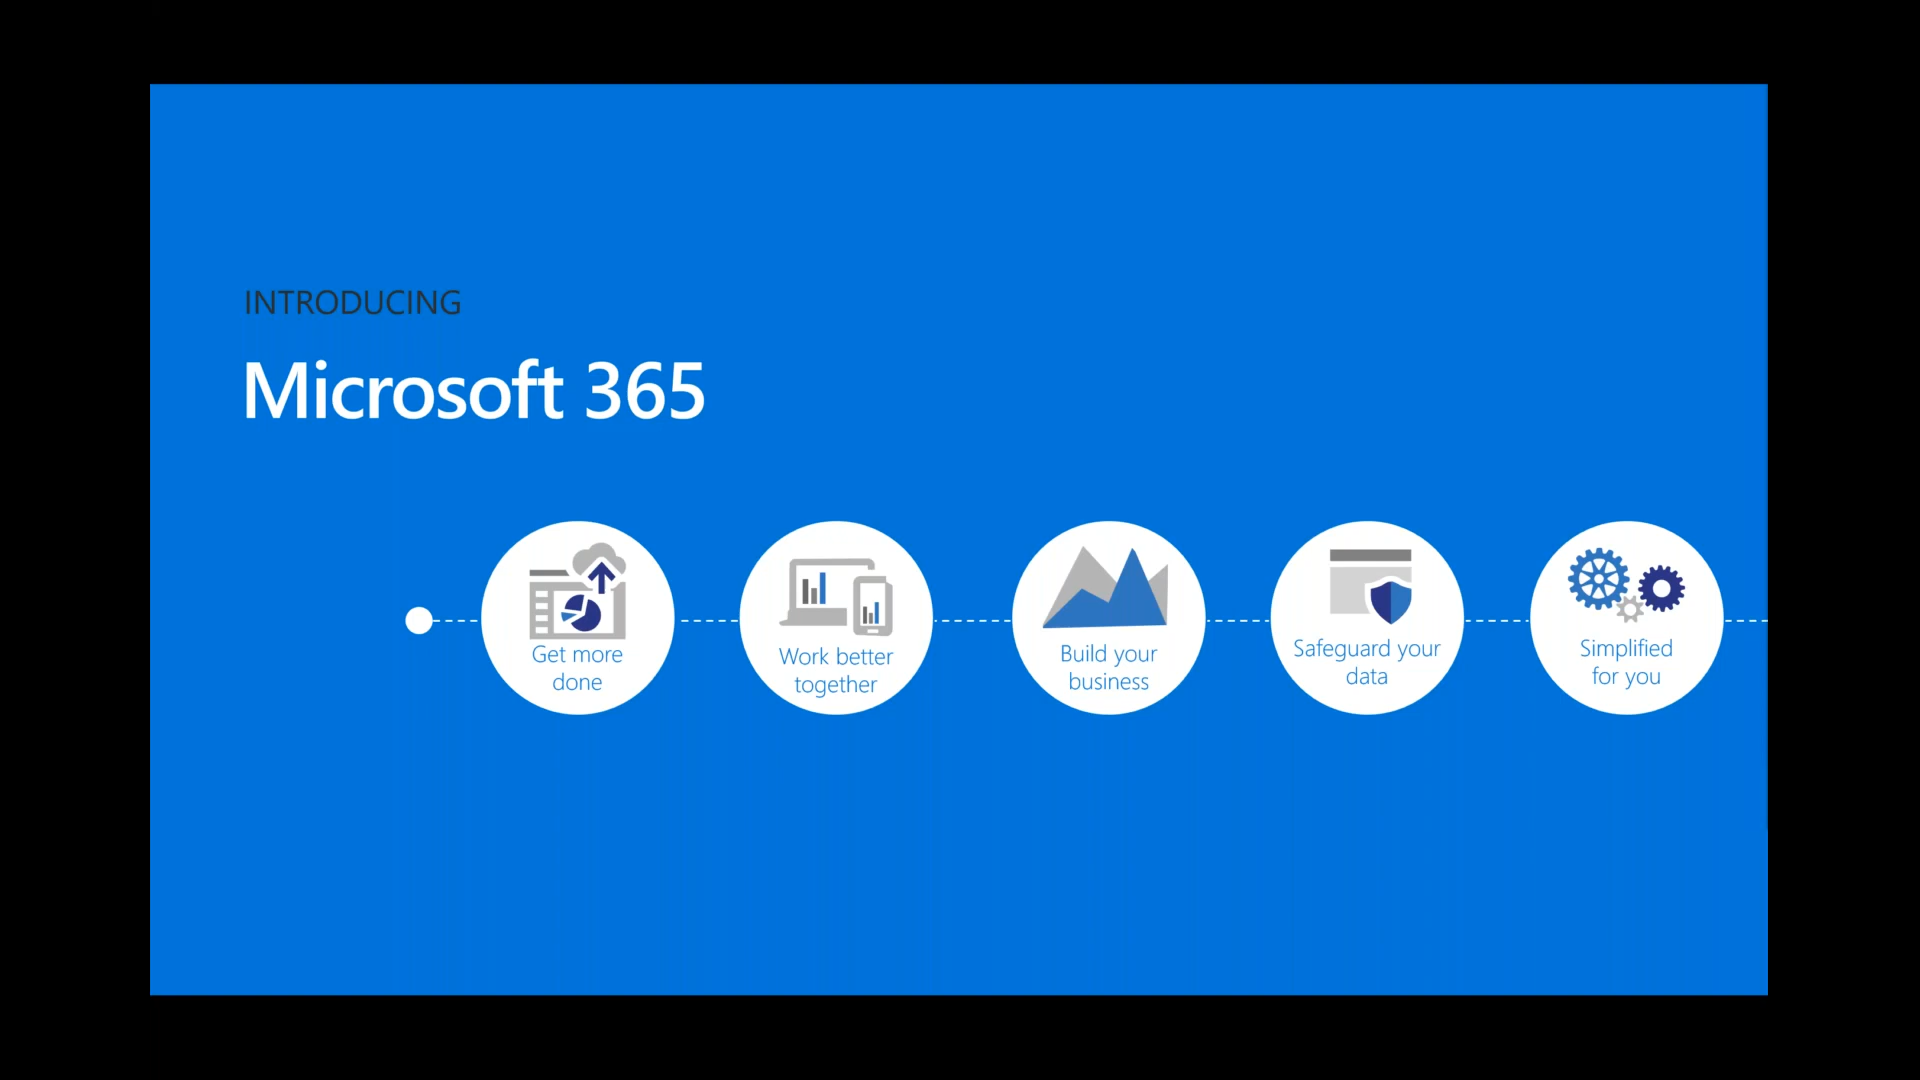 INTRODUCING
Microsoft 365
Get more
done
Work better
together
Build your
business
Safeguard your
data
Simplified
for you